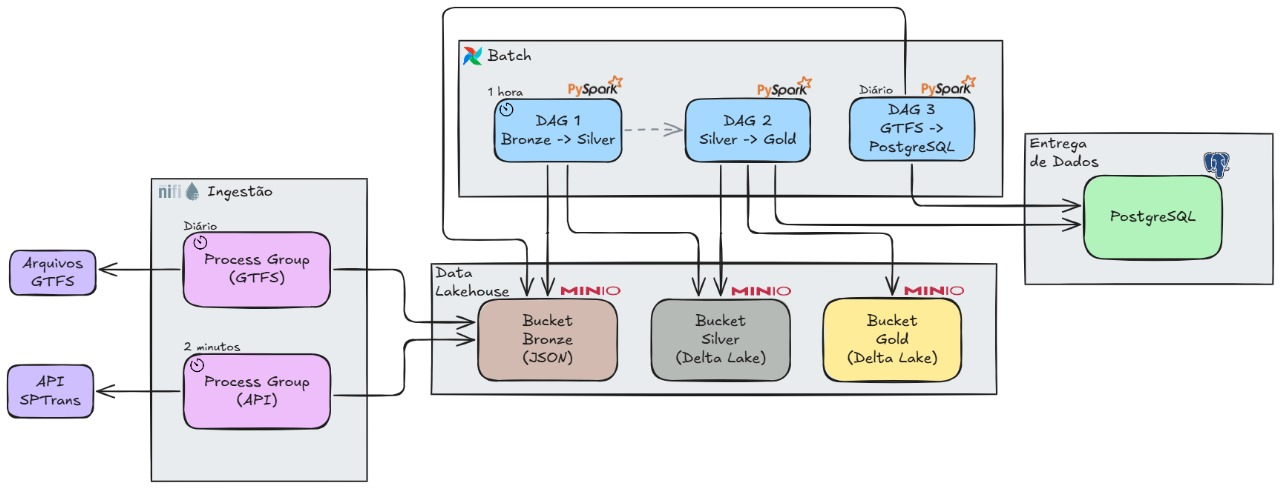 Batch
1 hora
PySpark
DAG 1
Bronze -> Silver
PySpark
DAG 2
Silver -> Gold
Diário
PySpark
DAG 3
GTFS ->
PostgreSQL
Entrega
de Dados
PostgreSQL
nifi
Ingestão
Diário
Process Group
(GTFS)
2 minutos
Process Group
(API)
Arquivos
GTFS
API
SPTrans
Data
Lakehouse
MINIO
Bucket
Bronze
(JSON)
MINIO
Bucket
Silver
(Delta Lake)
MINIO
Bucket
Gold
(Delta Lake)